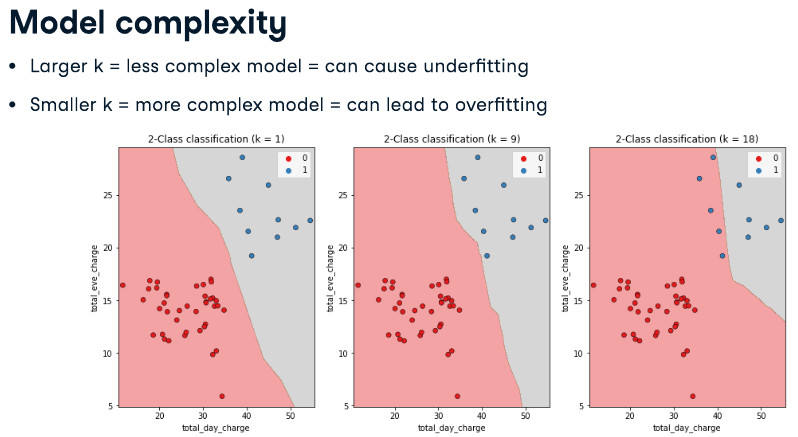 Model complexity
• Larger k = less complex model = can cause underfitting
• Smaller k = more complex model = can lead to overfitting
2-Class classification (k = 1)
0
1
25
20
15
10
5
total_eve_charge
20 30 40 50
total_day_charge
2-Class classification (k = 9)
0
1
25
20
15
10
5
total_eve_charge
20 30 40 50
total_day_charge
2-Class classification (k = 18)
0
1
25
20
15
10
5
total_eve_charge
20 30 40 50
total_day_charge